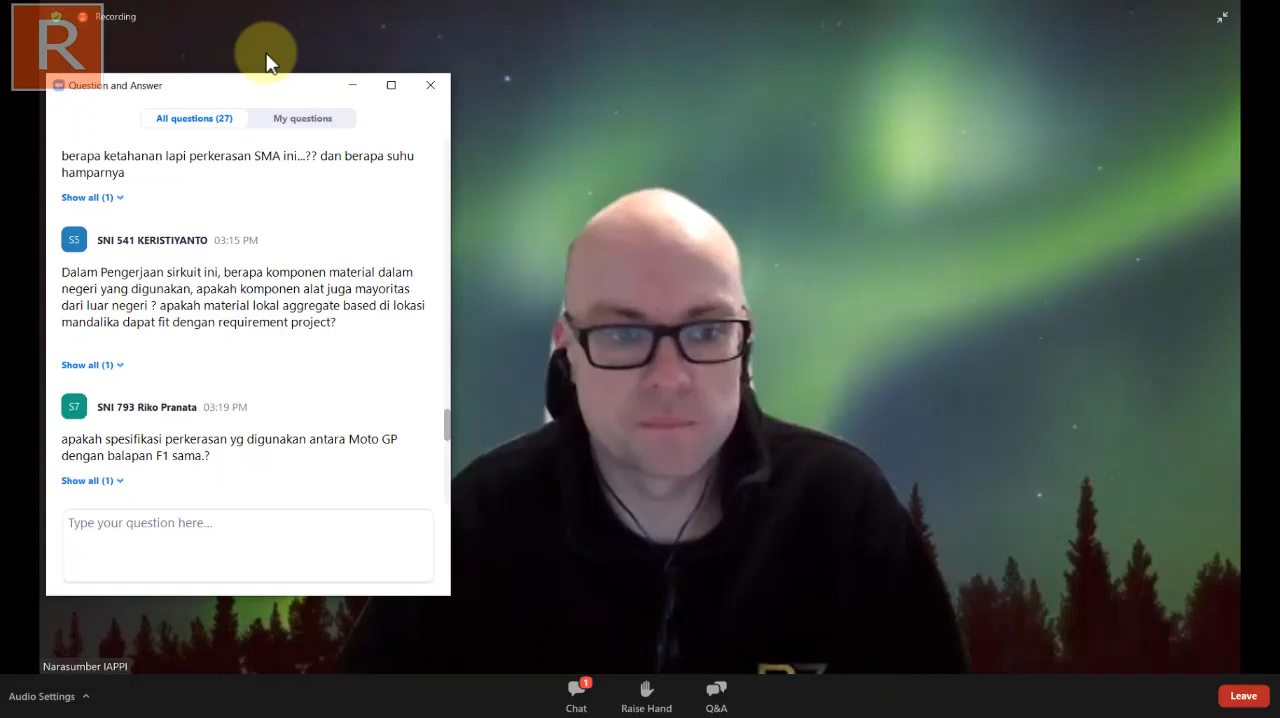 Recording
R
Question and Answer
All questions (27)
My questions
berapa ketahanan lapi perkerasan SMA ini...?? dan berapa suhu
hamparnya
Show all (1)
S5
SNI 541 KERISTIYANTO 03:15 PM
Dalam Pengerjaan sirkuit ini, berapa komponen material dalam
negeri yang digunakan, apakah komponen alat juga mayoritas
dari luar negeri ? apakah material lokal aggregate based di lokasi
mandalika dapat fit dengan requirement project?
Show all (1)
S7
SNI 793 Riko Pranata 03:19 PM
apakah spesifikasi perkerasan yg digunakan antara Moto GP
dengan balapan F1 sama.?
Show all (1)
Type your question here...
Narasumber IAPPI
Audio Settings
1
Chat
Raise Hand
Q&A
Leave